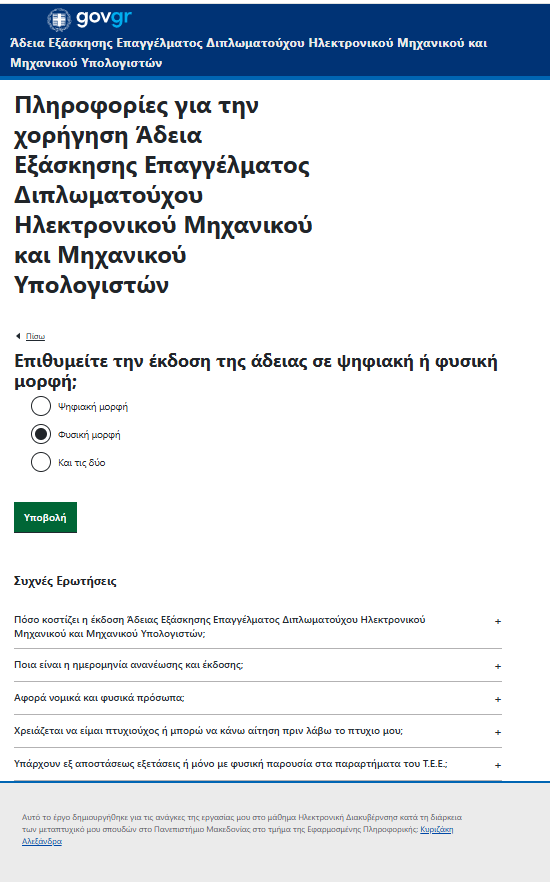 govgr
Άδεια Εξάσκησης Επαγγέλματος Διπλωματούχου Ηλεκτρονικού Μηχανικού και
Μηχανικού Υπολογιστών
Πληροφορίες για την
χορήγηση Άδεια
Εξάσκησης Επαγγέλματος
Διπλωματούχου
Ηλεκτρονικού Μηχανικού
και Μηχανικού
Υπολογιστών
Πίσω
Επιθυμείτε την έκδοση της άδειας σε ψηφιακή ή φυσική
μορφή;
Ψηφιακή μορφή
Φυσική μορφή
Και τις δύο
Υποβολή
Συχνές Ερωτήσεις
Πόσο κοστίζει η έκδοση Άδειας Εξάσκησης Επαγγέλματος Διπλωματούχου Ηλεκτρονικού
Μηχανικού και Μηχανικού Υπολογιστών; +
Ποια είναι η ημερομηνία ανανέωσης και έκδοσης; +
Αφορά νομικά και φυσικά πρόσωπα; +
Χρειάζεται να είμαι πτυχιούχος ή μπορώ να κάνω αίτηση πριν λάβω το πτυχιο μου; +
Υπάρχουν εξ αποστάσεως εξετάσεις ή μόνο με φυσική παρουσία στα παραρτήματα του Τ.Ε.Ε.; +
Αυτό το έργο δημιουργήθηκε για τις ανάγκες της εργασίας μου στο μάθημα Ηλεκτρονική Διακυβέρνησησ κατά τη διάρκεια
των μεταπτυχικό μου σπουδών στο Πανεπιστήμιο Μακεδονίας στο τμήμα της Εφαρμοσμένης Πληροφορικής: Κυριζάκη
Αλεξάνδρα